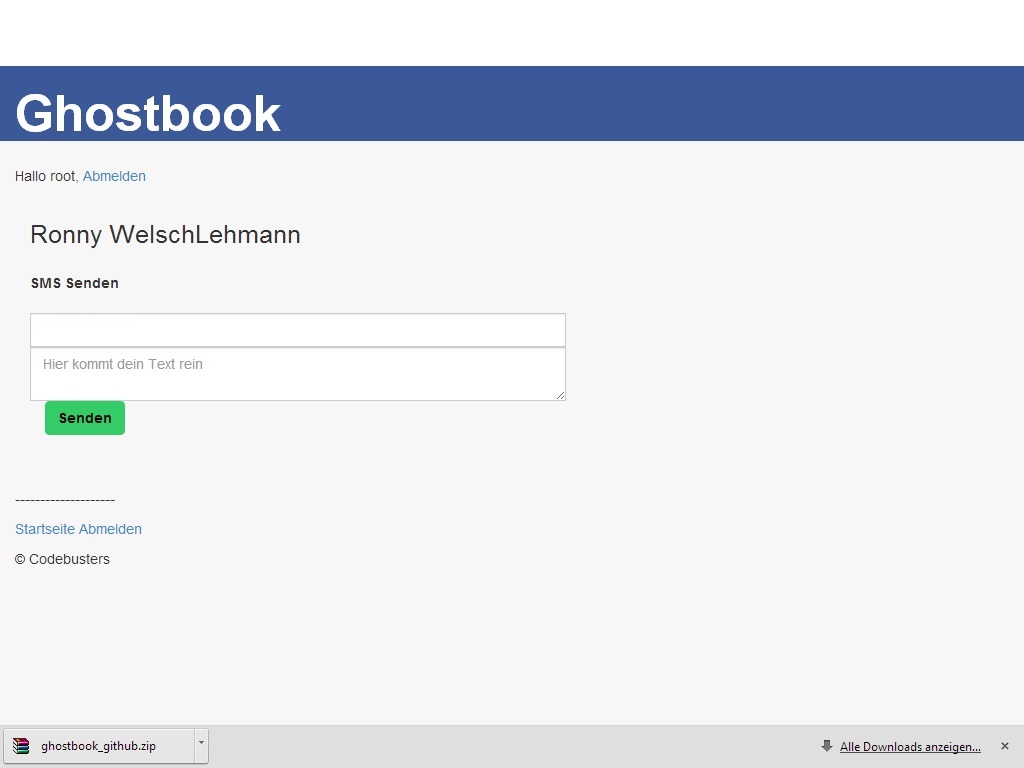 Ghostbook
Hallo root, Abmelden
Ronny WelschLehmann
SMS Senden
Hier kommt dein Text rein
Senden
--------------------
Startseite Abmelden
© Codebusters
ghostbook_github.zip
Alle Downloads anzeigen...